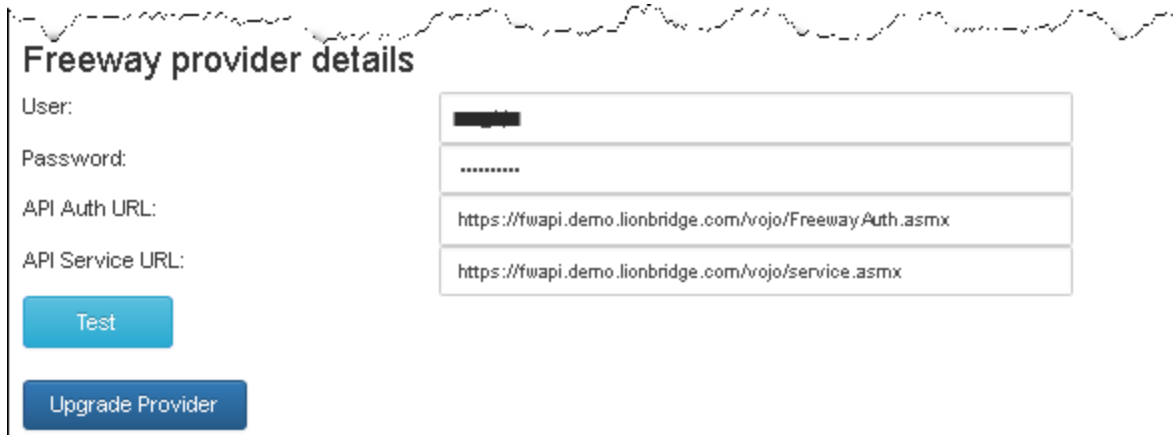 Freeway provider details
User:
Password: ••••••••••
API Auth URL: https://fwapi.demo.lionbridge.com/vojo/FreewayAuth.asmx
API Service URL: https://fwapi.demo.lionbridge.com/vojo/service.asmx
Test
Upgrade Provider